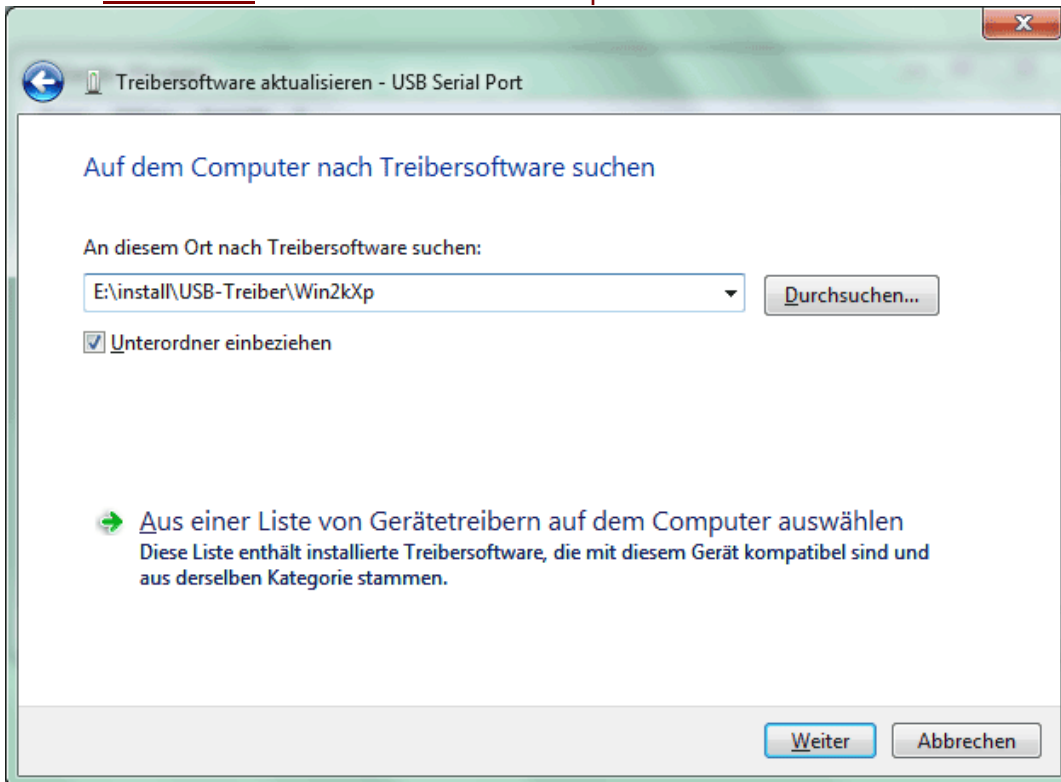 Treibersoftware aktualisieren - USB Serial Port
Auf dem Computer nach Treibersoftware suchen
An diesem Ort nach Treibersoftware suchen:
E:\install\USB-Treiber\Win2kXp
Durchsuchen...
Unterordner einbeziehen
Aus einer Liste von Gerätetreibern auf dem Computer auswählen
Diese Liste enthält installierte Treibersoftware, die mit diesem Gerät kompatibel sind und
aus derselben Kategorie stammen.
Weiter
Abbrechen